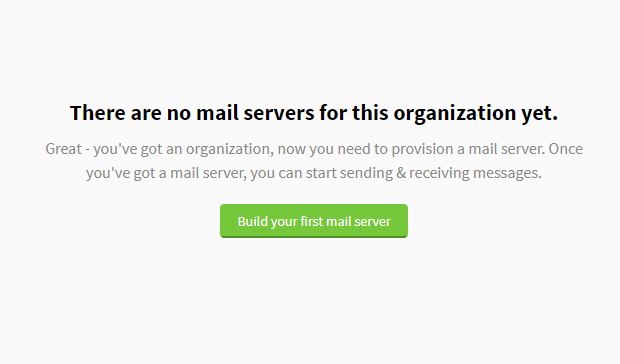 There are no mail servers for this organization yet.
Great - you've got an organization, now you need to provision a mail server. Once
you've got a mail server, you can start sending & receiving messages.
Build your first mail server